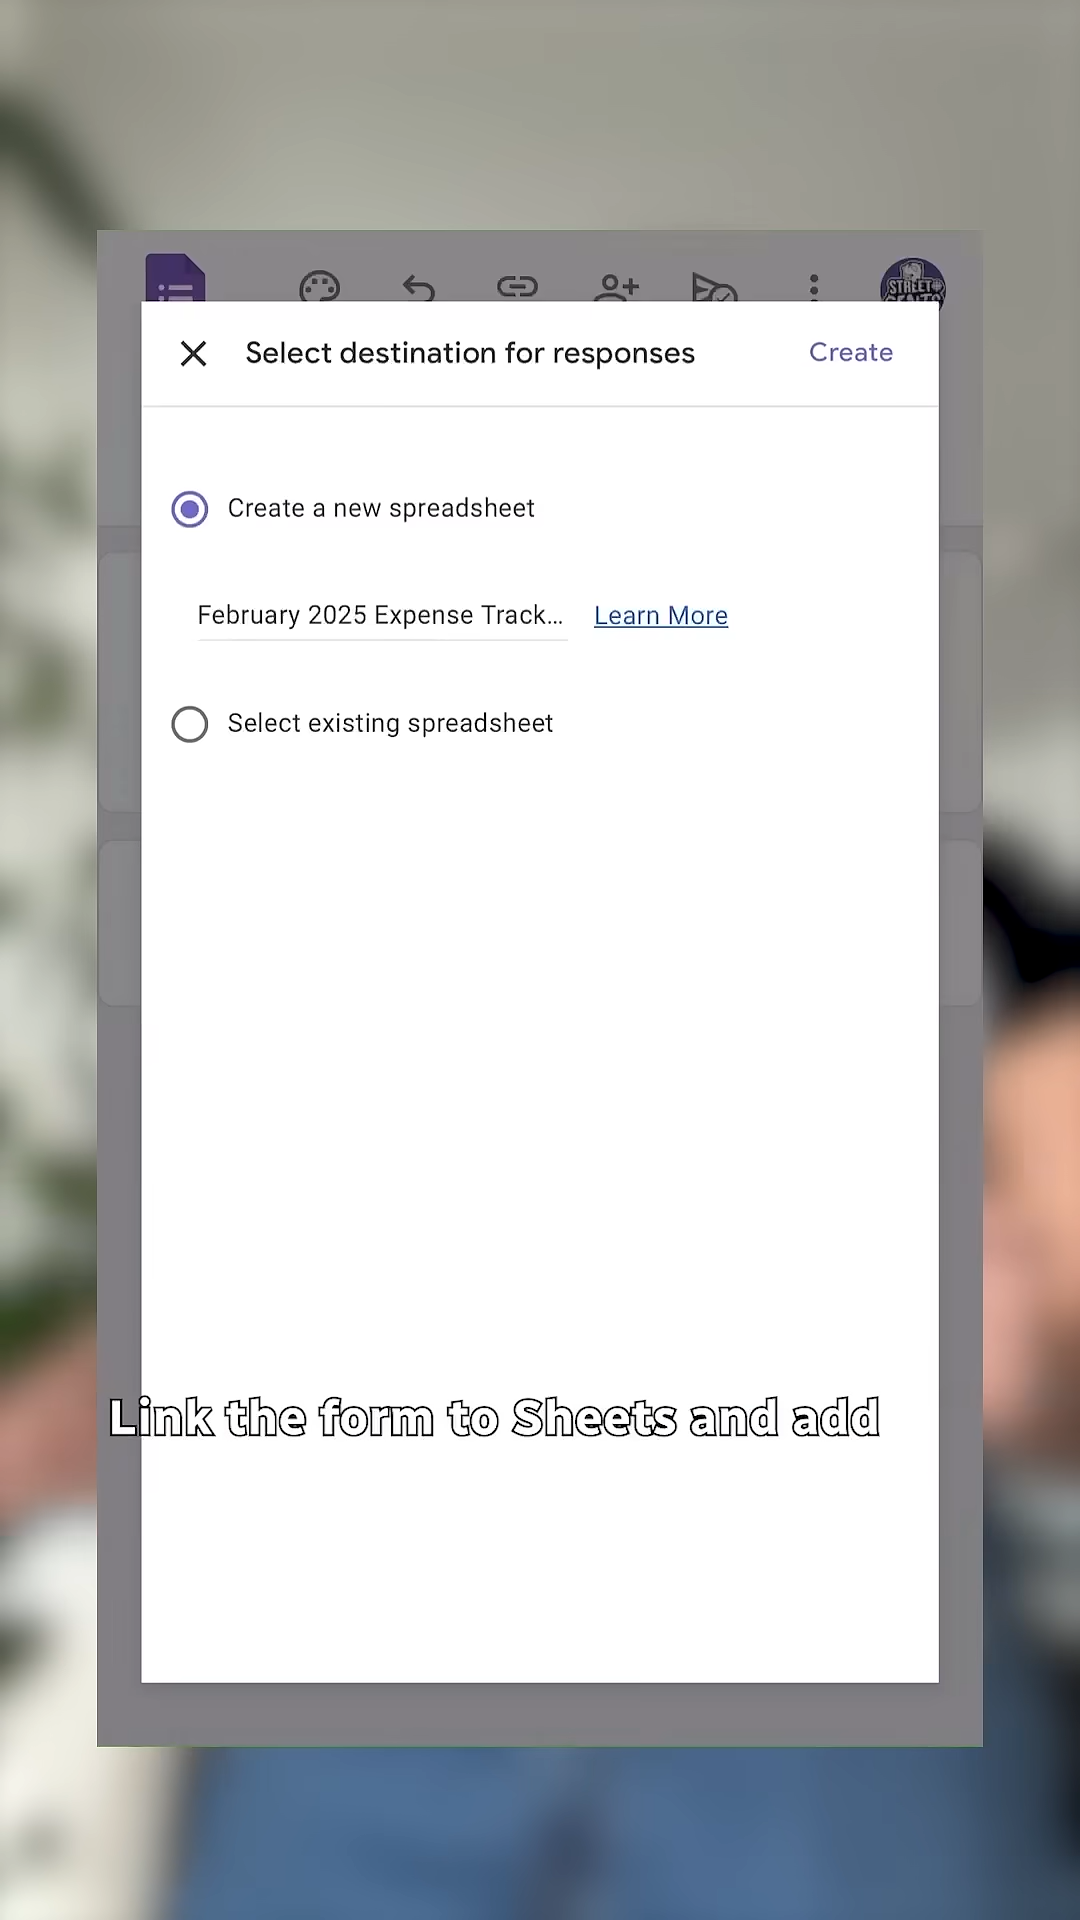 STREET
Select destination for responses
Create
Create a new spreadsheet
February 2025 Expense Track...
Learn More
Select existing spreadsheet
Link the form to Sheets and add